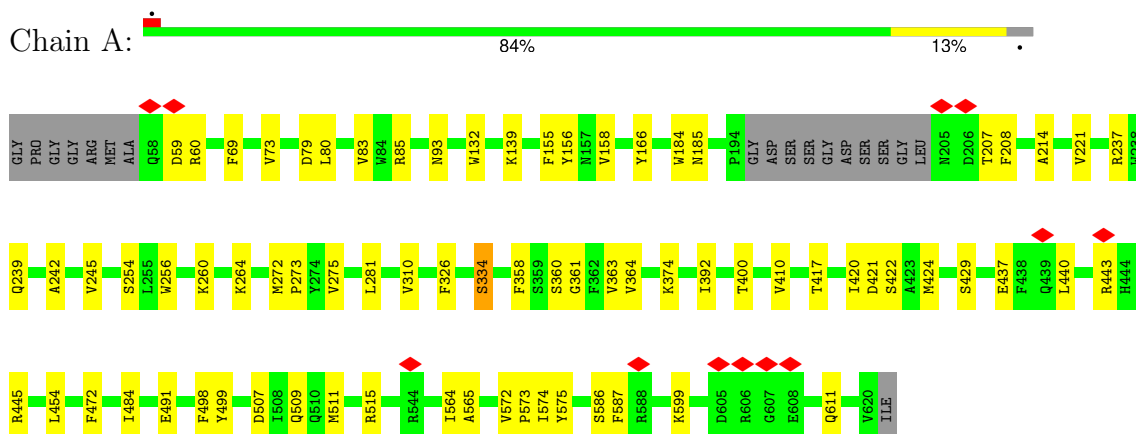 Chain A:
84% 13%
GLY PRO GLY GLY ARG MET ALA Q58 D59 R60 F69 V73 D79 L80 V83 W84 R85 N93 W132 K139 F155 Y156 N157 V158 Y166 W184 N185 P194 GLY ASP SER SER GLY ASP SER SER GLY LEU N205 D206 T207 F208 A214 V221 R237 W238
Q239 A242 V245 S254 L255 W256 K260 K264 M272 P273 Y274 V275 L281 V310 F326 S334 F358 S359 S360 G361 F362 V363 V364 K374 I392 T400 V410 T417 I420 D421 S422 A423 M424 S429 E437 F438 Q439 L440 R443 H444
R445 L454 F472 I484 E491 F498 Y499 D507 I508 Q509 Q510 M511 R515 R544 I564 A565 V572 P573 I574 Y575 S586 F587 R588 K599 D605 R606 G607 E608 Q611 V620 ILE